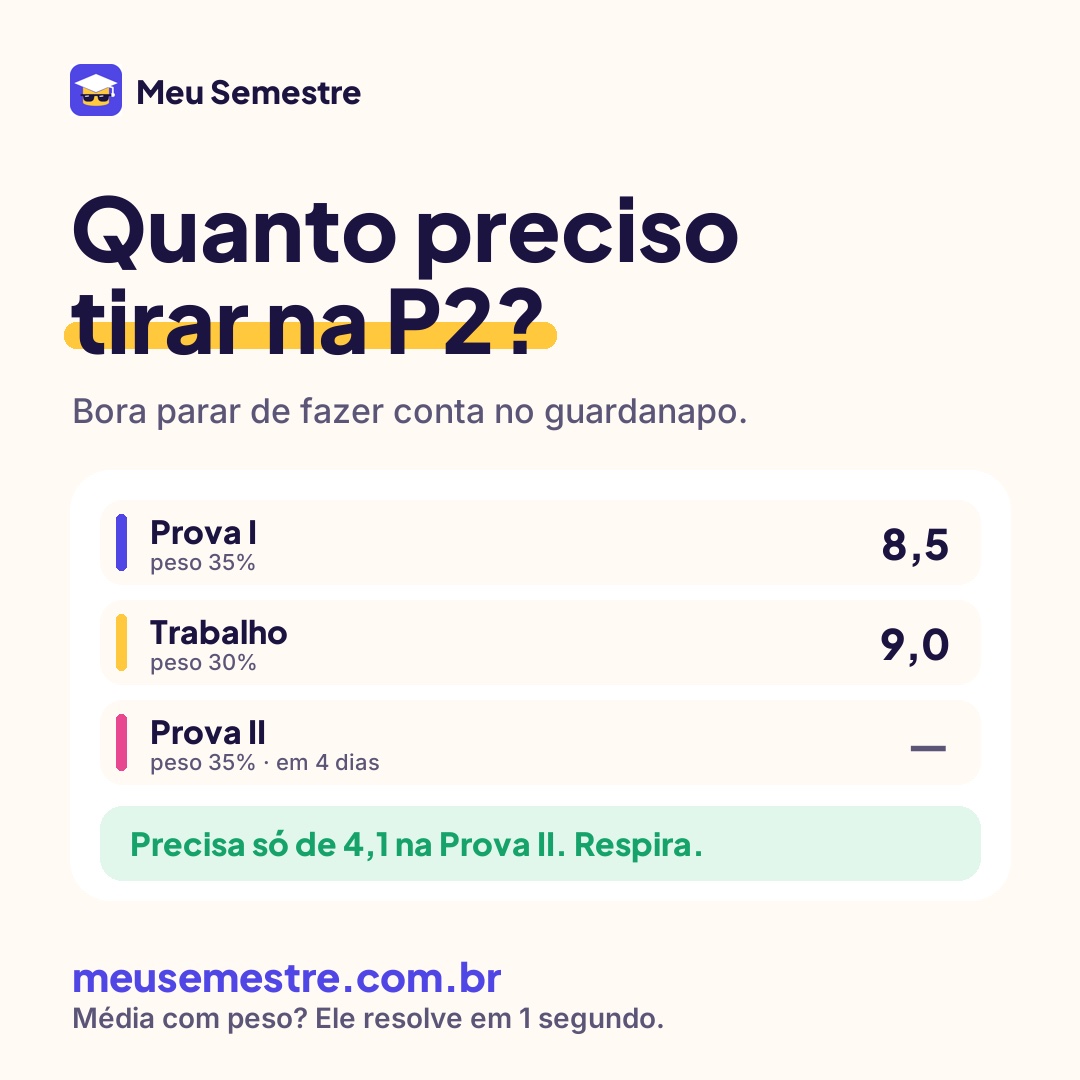 Meu Semestre
Quanto preciso
tirar na P2?
Bora parar de fazer conta no guardanapo.
Prova I
peso 35%
8,5
Trabalho
peso 30%
9,0
Prova II
peso 35% · em 4 dias
—
Precisa só de 4,1 na Prova II. Respira.
meusemestre.com.br
Média com peso? Ele resolve em 1 segundo.